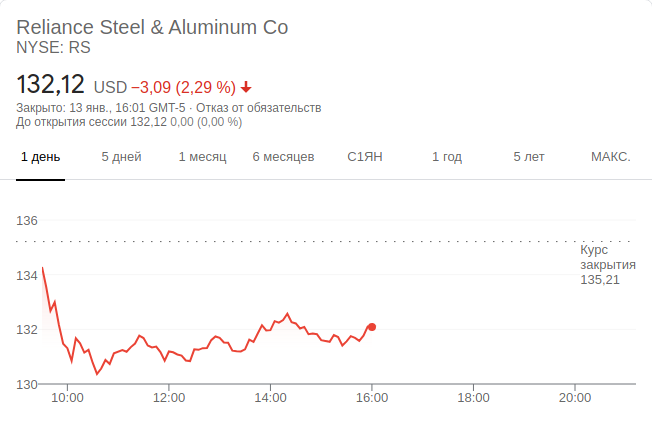 Reliance Steel & Aluminum Co
NYSE: RS
132,12 USD −3,09 (2,29 %)
Закрыто: 13 янв., 16:01 GMT-5 · Отказ от обязательств
До открытия сессии 132,12 0,00 (0,00 %)
1 день 5 дней 1 месяц 6 месяцев С1ЯН 1 год 5 лет МАКС.
136
Курс
закрытия
135,21
134
132
130
10:00 12:00 14:00 16:00 18:00 20:00